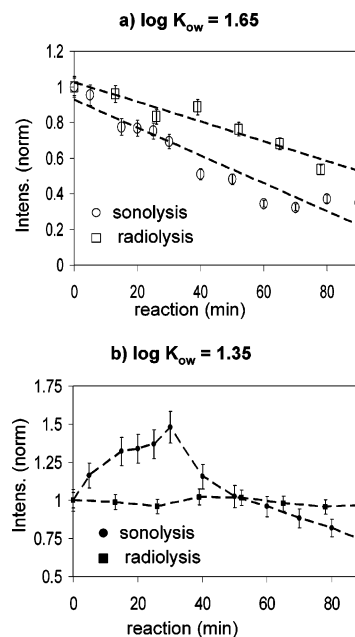 a) log Kow = 1.65
1.2
1
0.8
0.6
0.4
0.2
0
Intens. (norm)
sonolysis
radiolysis
0 20 40 60 80
reaction (min)
b) log Kow = 1.35
1.75
1.5
1.25
1
0.75
0.5
Intens. (norm)
sonolysis
radiolysis
0 20 40 60 80
reaction (min)